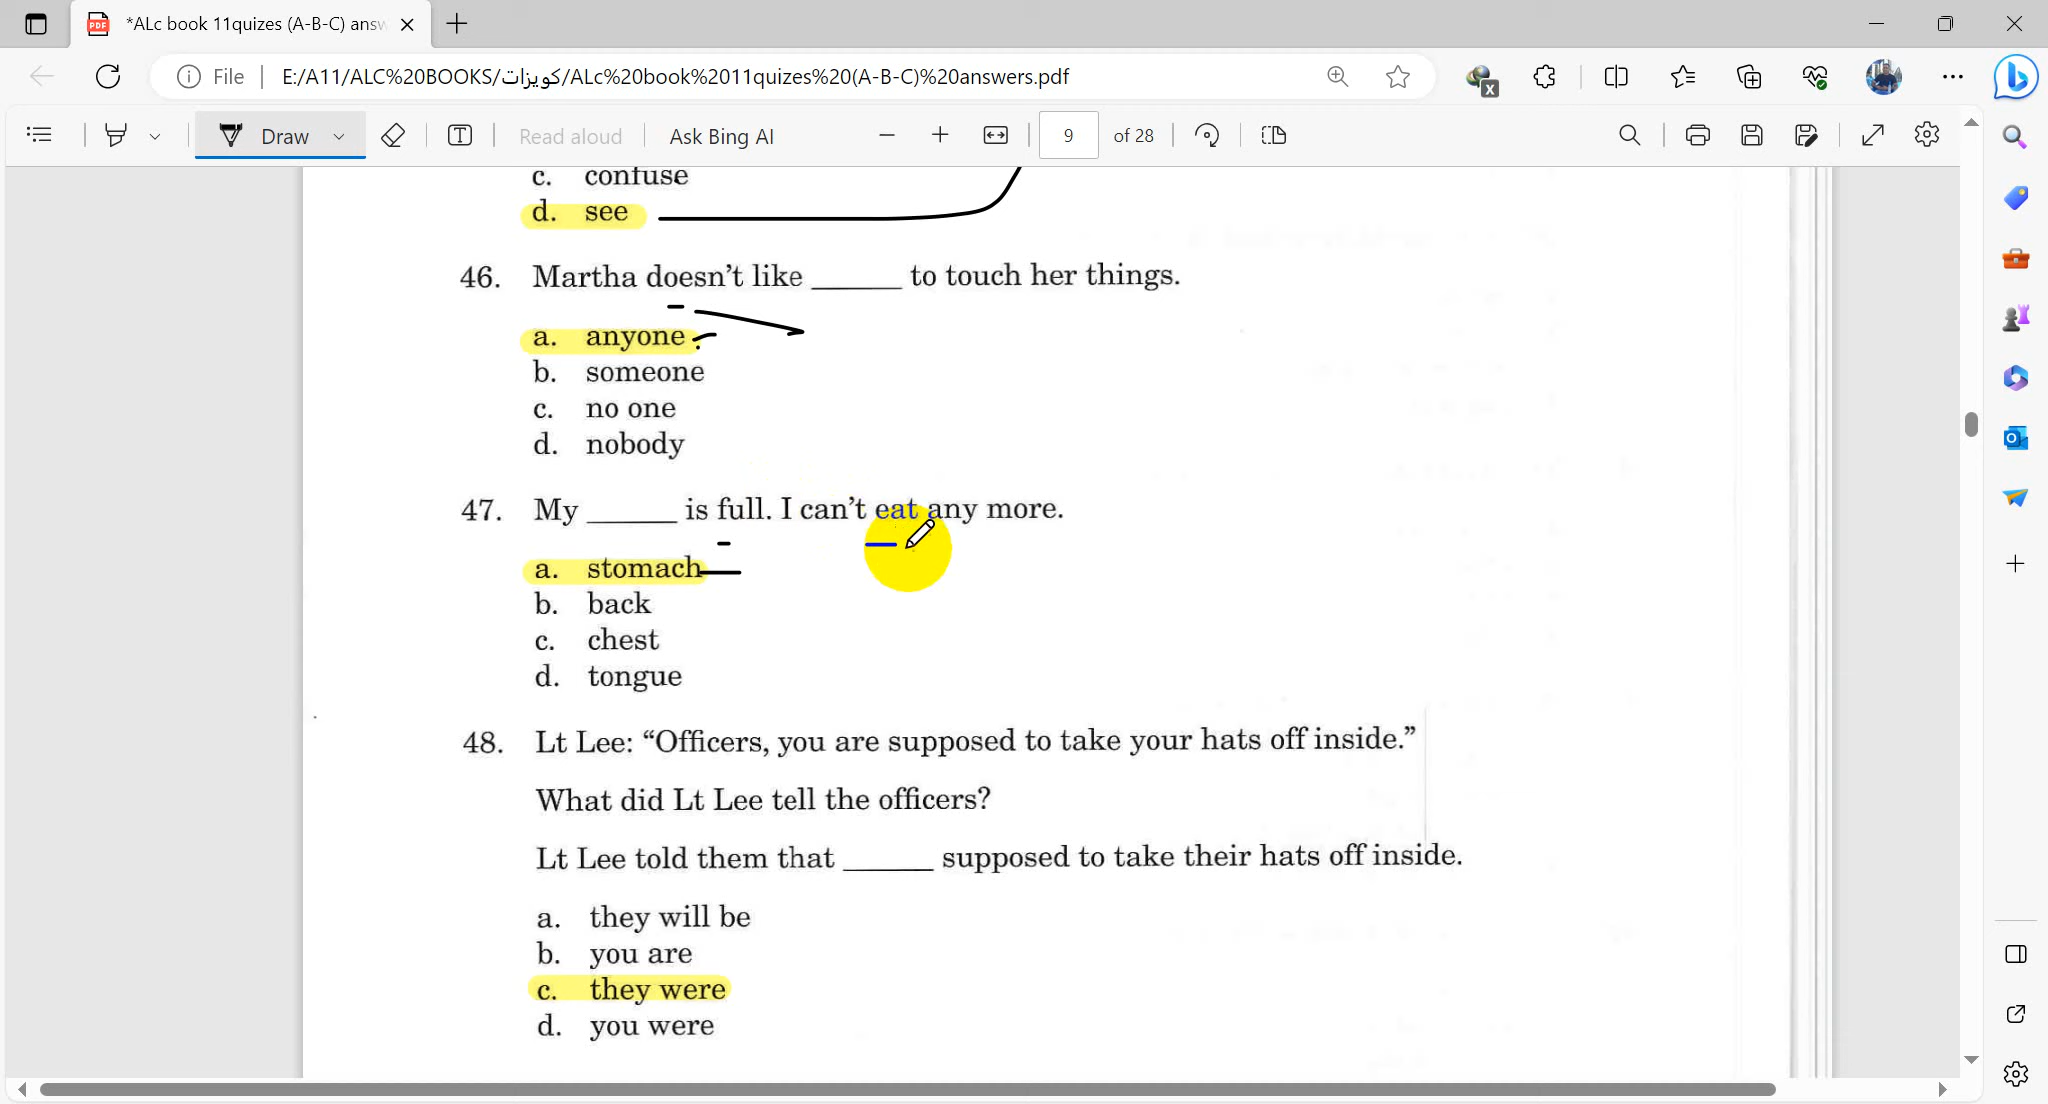 *ALc book 11quizes (A-B-C) answ
File
E:/A11/ALC%20BOOKS/كويزات/ALc%20book%2011quizes%20(A-B-C)%20answers.pdf
Draw
Read aloud
Ask Bing AI
9 of 28
c. confuse
d. see
46. Martha doesn’t like ______ to touch her things.
a. anyone
b. someone
c. no one
d. nobody
47. My ______ is full. I can’t eat any more.
a. stomach
b. back
c. chest
d. tongue
48. Lt Lee: “Officers, you are supposed to take your hats off inside.”
What did Lt Lee tell the officers?
Lt Lee told them that ______ supposed to take their hats off inside.
a. they will be
b. you are
c. they were
d. you were